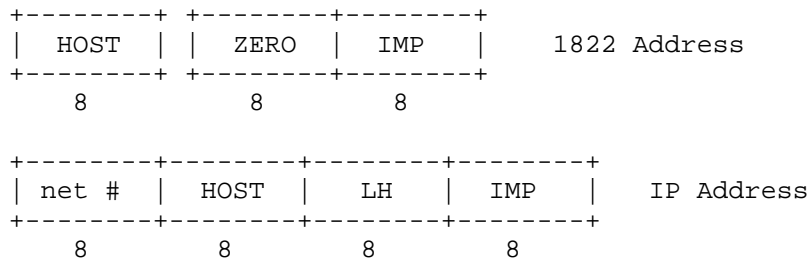 +--------+ +--------+--------+
|  HOST  | |  ZERO  |  IMP   |    1822 Address
+--------+ +--------+--------+
    8          8        8
+--------+--------+--------+--------+
| net #  |  HOST  |   LH   |  IMP   |   IP Address
+--------+--------+--------+--------+
    8        8        8        8